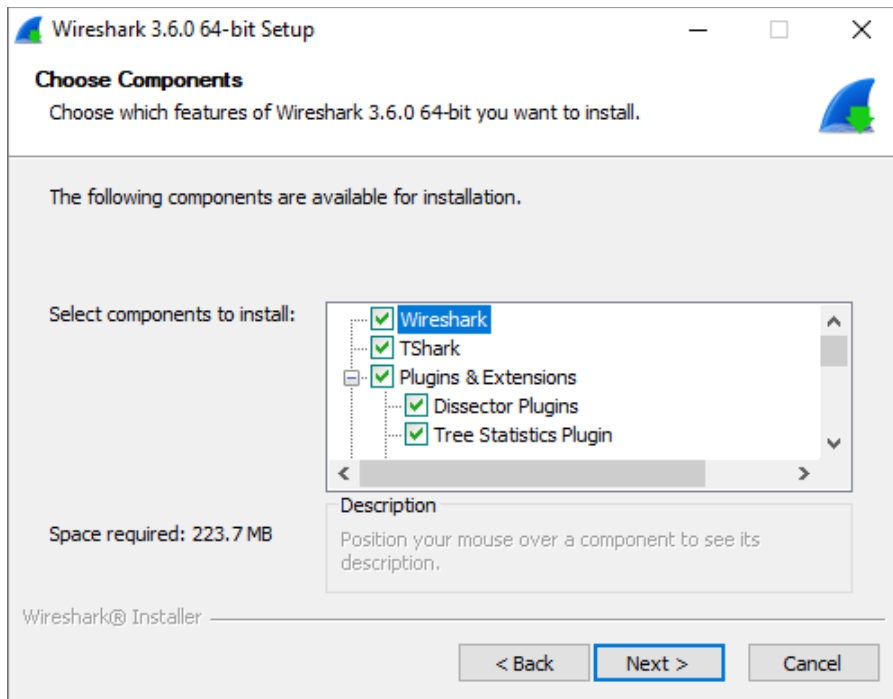 Wireshark 3.6.0 64-bit Setup
Choose Components
Choose which features of Wireshark 3.6.0 64-bit you want to install.
The following components are available for installation.
Select components to install:
Wireshark
TShark
Plugins & Extensions
Dissector Plugins
Tree Statistics Plugin
Space required: 223.7 MB
Description
Position your mouse over a component to see its
description.
Wireshark® Installer
< Back
Next >
Cancel